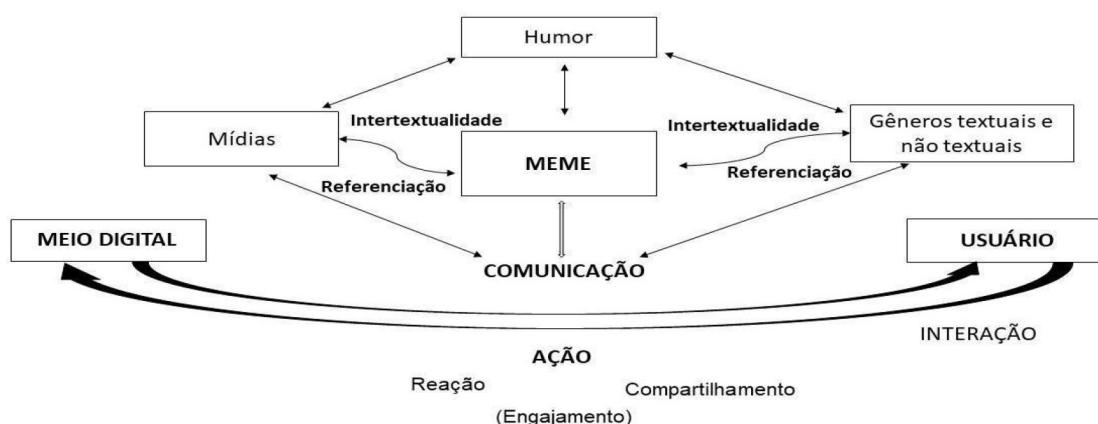 Humor
Intertextualidade
Intertextualidade
Mídias
MEME
Gêneros textuais e
não textuais
Referenciação
Referenciação
MEIO DIGITAL
COMUNICAÇÃO
USUÁRIO
INTERAÇÃO
AÇÃO
Reação
Compartilhamento
(Engajamento)